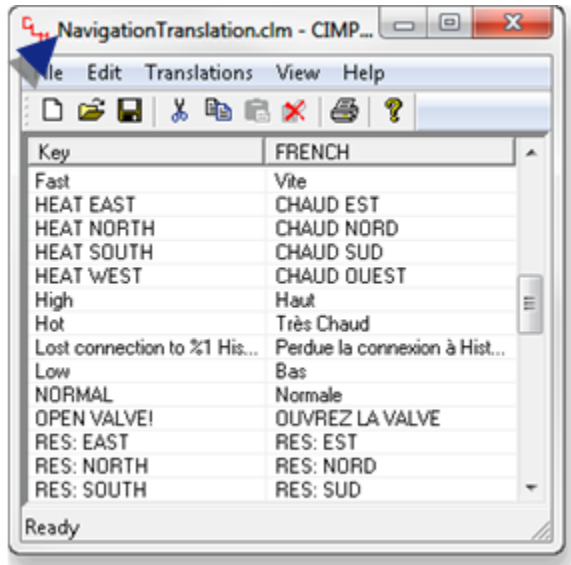 NavigationTranslation.clm - CIMP...
Edit Translations View Help
Key FRENCH
Fast Vite
HEAT EAST CHAUD EST
HEAT NORTH CHAUD NORD
HEAT SOUTH CHAUD SUD
HEAT WEST CHAUD OUEST
High Haut
Hot Très Chaud
Lost connection to %1 His... Perdue la connexion à Hist...
Low Bas
NORMAL Normale
OPEN VALVE! OUVREZ LA VALVE
RES: EAST RES: EST
RES: NORTH RES: NORD
RES: SOUTH RES: SUD
Ready